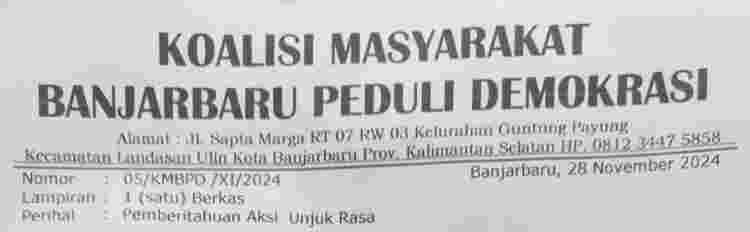 KOALISI MASYARAKAT
BANJARBARU PEDULI DEMOKRASI
Alamat : JL. Sapta Marga RT 07 RW 03 Kelurahan Guntung Payung
Kecamatan Landasan Ulin Kota Banjarbaru Prov. Kalimantan Selatan HP. 0812 3447 5858
Banjarbaru, 28 November 2024
Nomor : 05/KMBPD /XI/2024
Lampiran : 1 (satu) Berkas
Perihal : Pemberitahuan Aksi Unjuk Rasa